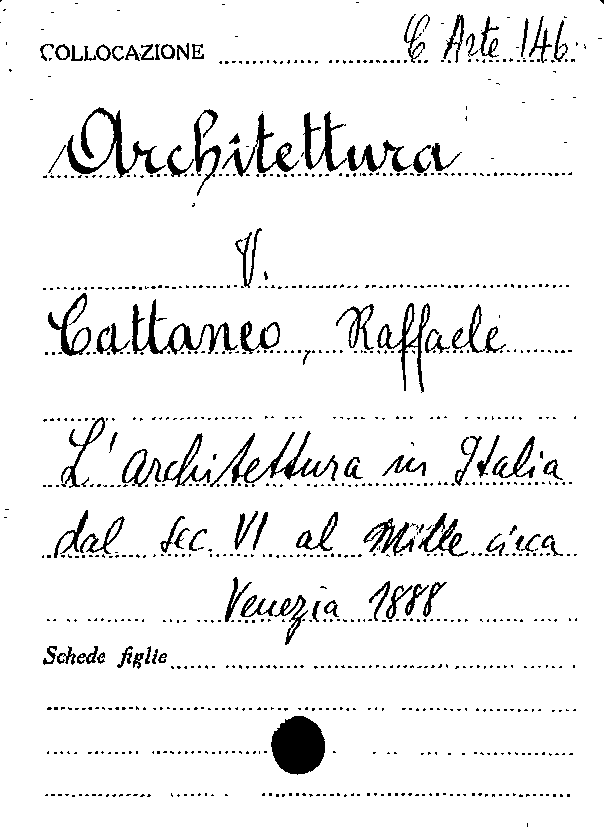 COLLOCAZIONE C Arte 146
Architettura
V.
Cattaneo, Raffaele
L'architettura in Italia
dal sec. VI al Mille circa
Venezia 1888
Schede figlie